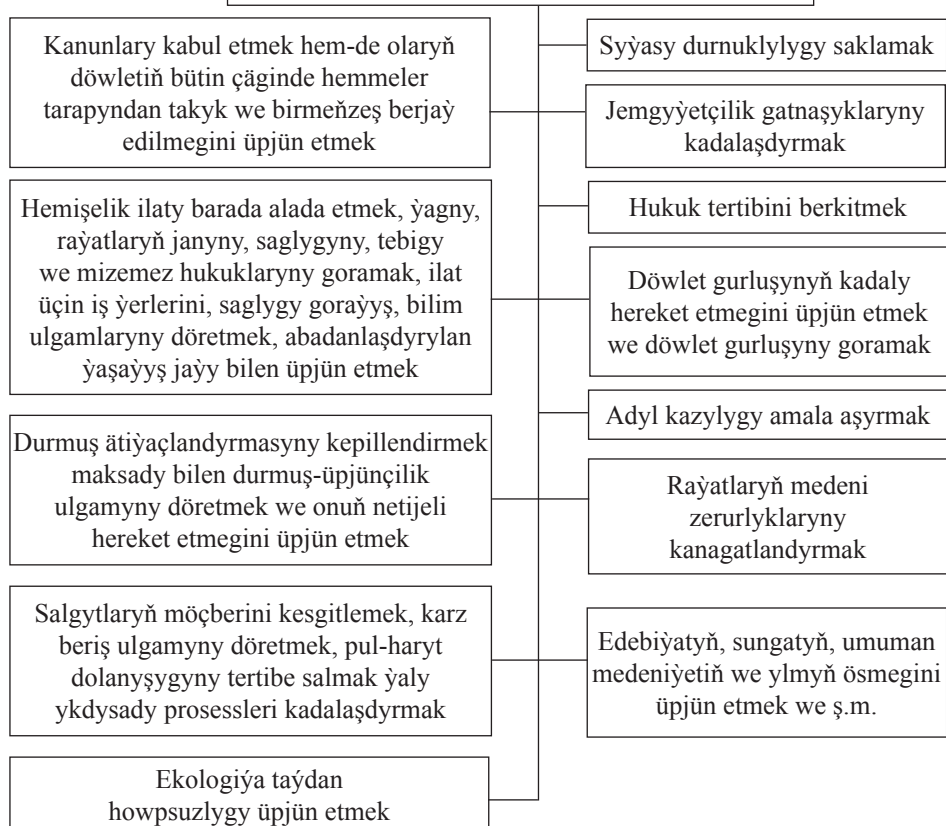 Kanunlary kabul etmek hem-de olaryň
döwletiň bütin çäginde hemmeler
tarapyndan takyk we birmeňzeş berjaý
edilmegini üpjün etmek
Syýasy durnuklylygy saklamak
Jemgyýetçilik gatnaşyklaryny
kadalaşdyrmak
Hemişelik ilaty barada alada etmek, ýagny,
raýatlaryň janyny, saglygyny, tebigy
we mizemez hukuklaryny goramak, ilat
üçin iş ýerlerini, saglygy goraýyş, bilim
ulgamlaryny döretmek, abadanlaşdyrylan
ýaşaýyş jaýy bilen üpjün etmek
Hukuk tertibini berkitmek
Döwlet gurluşynyň kadaly
hereket etmegini üpjün etmek
we döwlet gurluşyny goramak
Adyl kazylygy amala aşyrmak
Durmuş ätiýaçlandyrmasyny kepillendirmek
maksady bilen durmuş-üpjünçilik
ulgamyny döretmek we onuň netijeli
hereket etmegini üpjün etmek
Raýatlaryň medeni
zerurlyklaryny
kanagatlandyrmak
Salgytlaryň möçberini kesgitlemek, karz
beriş ulgamyny döretmek, pul-haryt
dolanyşygyny tertibe salmak ýaly
ykdysady prosessleri kadalaşdyrmak
Edebiýatyň, sungatyň, umuman
medeniýetiň we ylmyň ösmegini
üpjün etmek we ş.m.
Ekologiýa taýdan
howpsuzlygy üpjün etmek